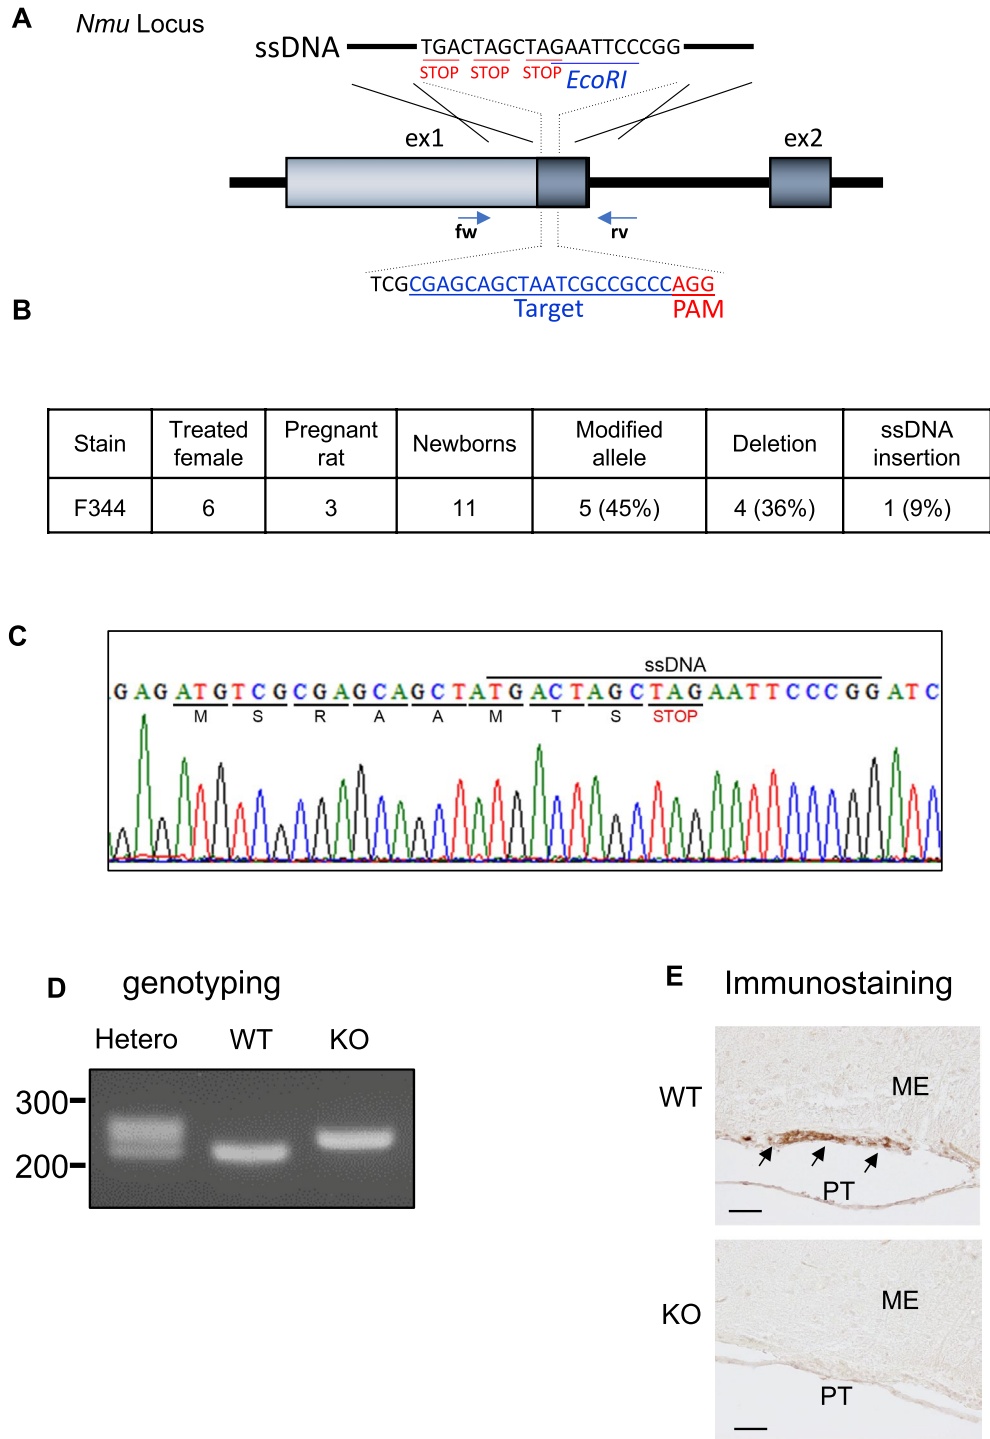 A
Nmu Locus
ssDNA TGACTAGCTAGAATTCCCGG
STOP STOP STOP EcoRI
ex1 ex2
fw rv
TCGCGAGCAGCTAATCGCCGCCCAGG
Target PAM
B
Stain Treated female Pregnant rat Newborns Modified allele Deletion ssDNA insertion
F344 6 3 11 5 (45%) 4 (36%) 1 (9%)
C
ssDNA
GAGATGTCGCGAGCAGCTATGACTAGCTAGAATTCCCGGATC
M S R A A M T S STOP
D genotyping
Hetero WT KO
300
200
E Immunostaining
WT
ME
PT
KO
ME
PT